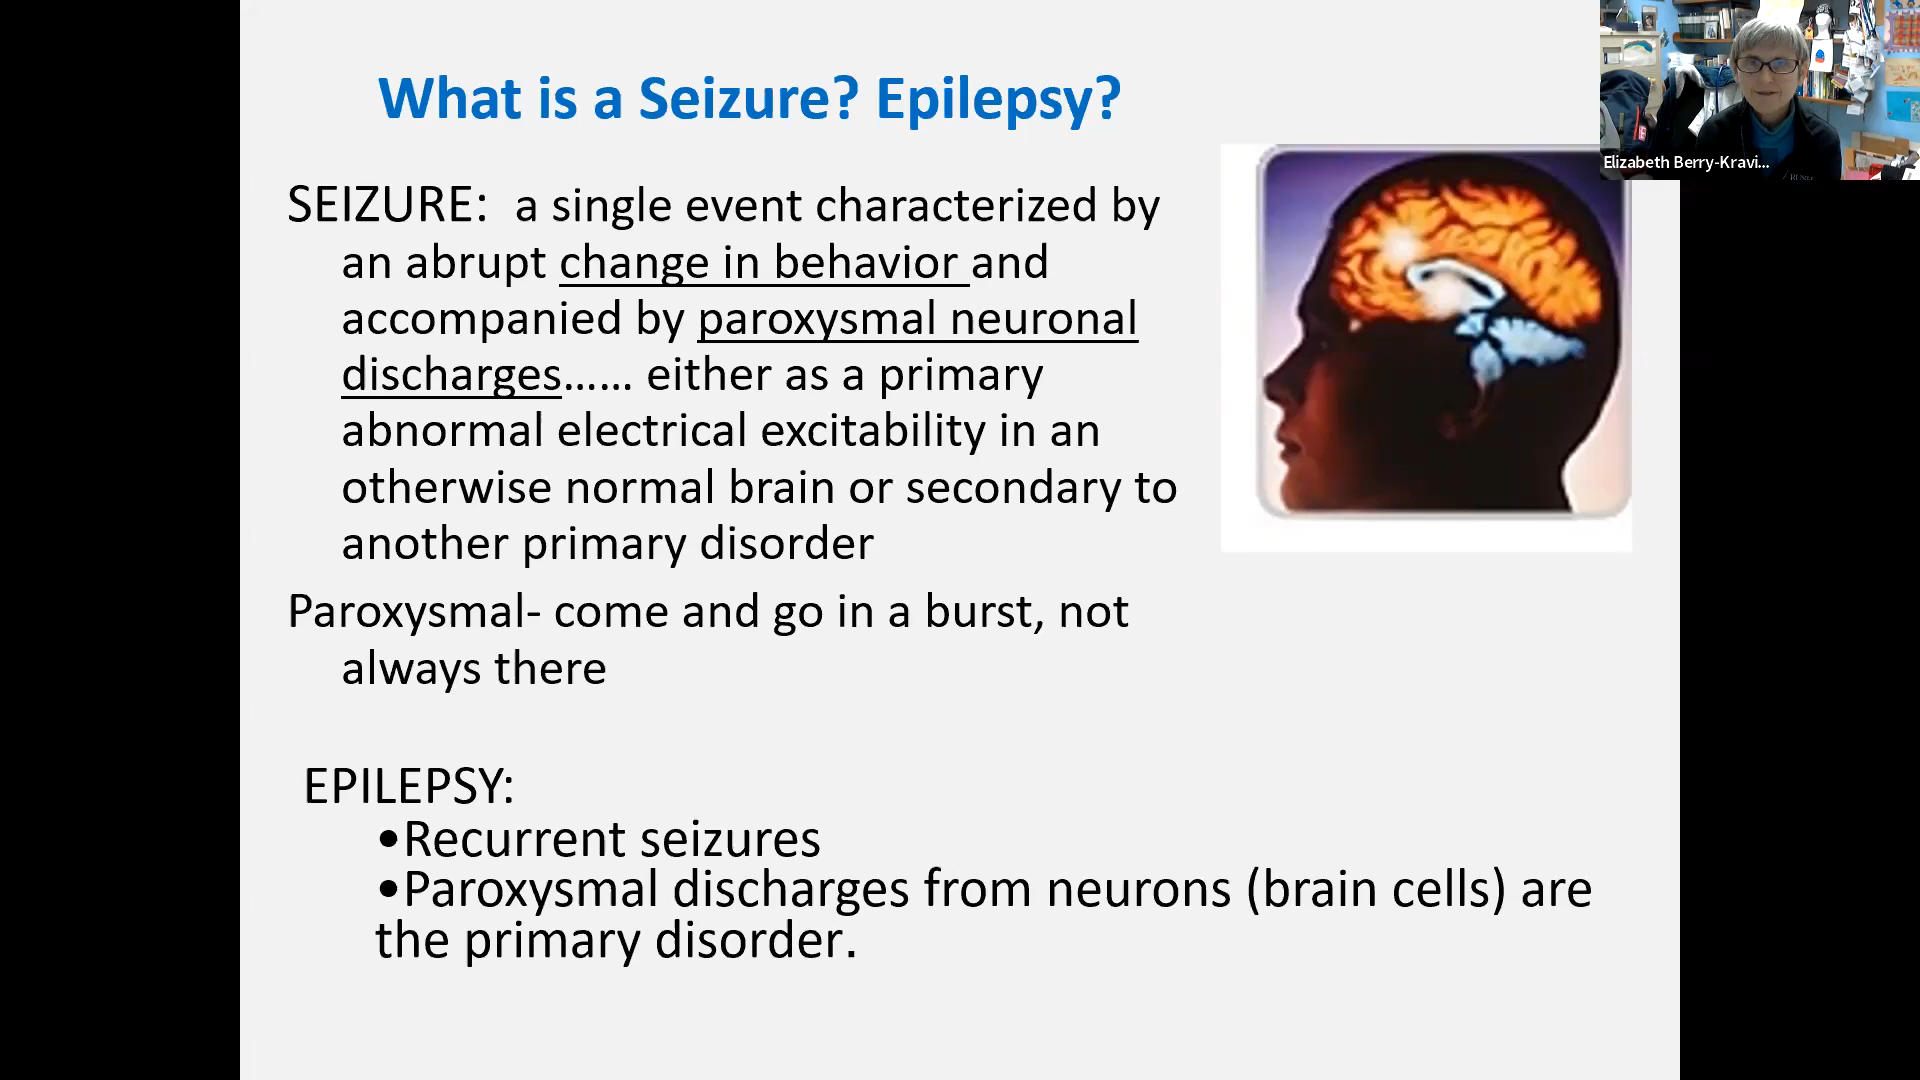 What is a Seizure? Epilepsy?
Elizabeth Berry-Kravi...
SEIZURE: a single event characterized by
an abrupt change in behavior and
accompanied by paroxysmal neuronal
discharges...... either as a primary
abnormal electrical excitability in an
otherwise normal brain or secondary to
another primary disorder
Paroxysmal- come and go in a burst, not
always there
EPILEPSY:
•Recurrent seizures
•Paroxysmal discharges from neurons (brain cells) are
the primary disorder.